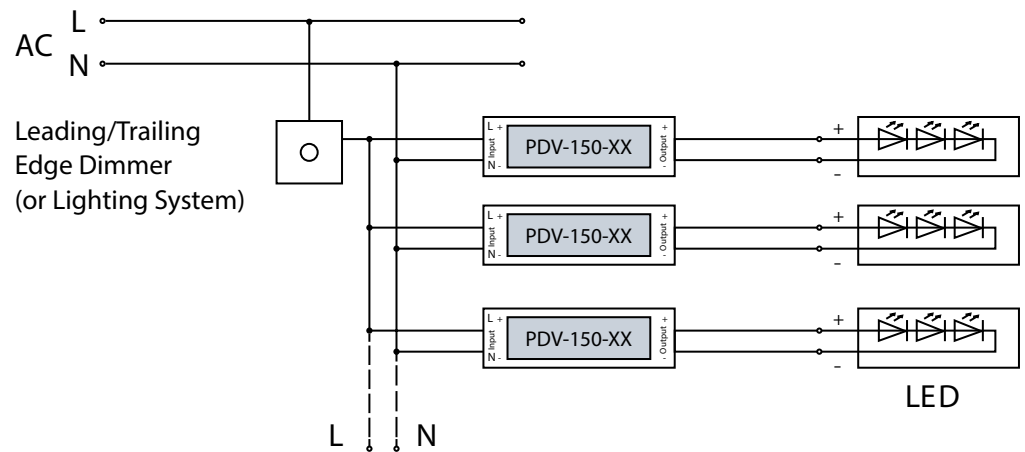 L
AC
N
Leading/Trailing
Edge Dimmer
(or Lighting System)
L +
Input
N -
PDV-150-XX
+
Output
-
+
–
L +
Input
N -
PDV-150-XX
+
Output
-
+
–
L +
Input
N -
PDV-150-XX
+
Output
-
+
–
LED
L N